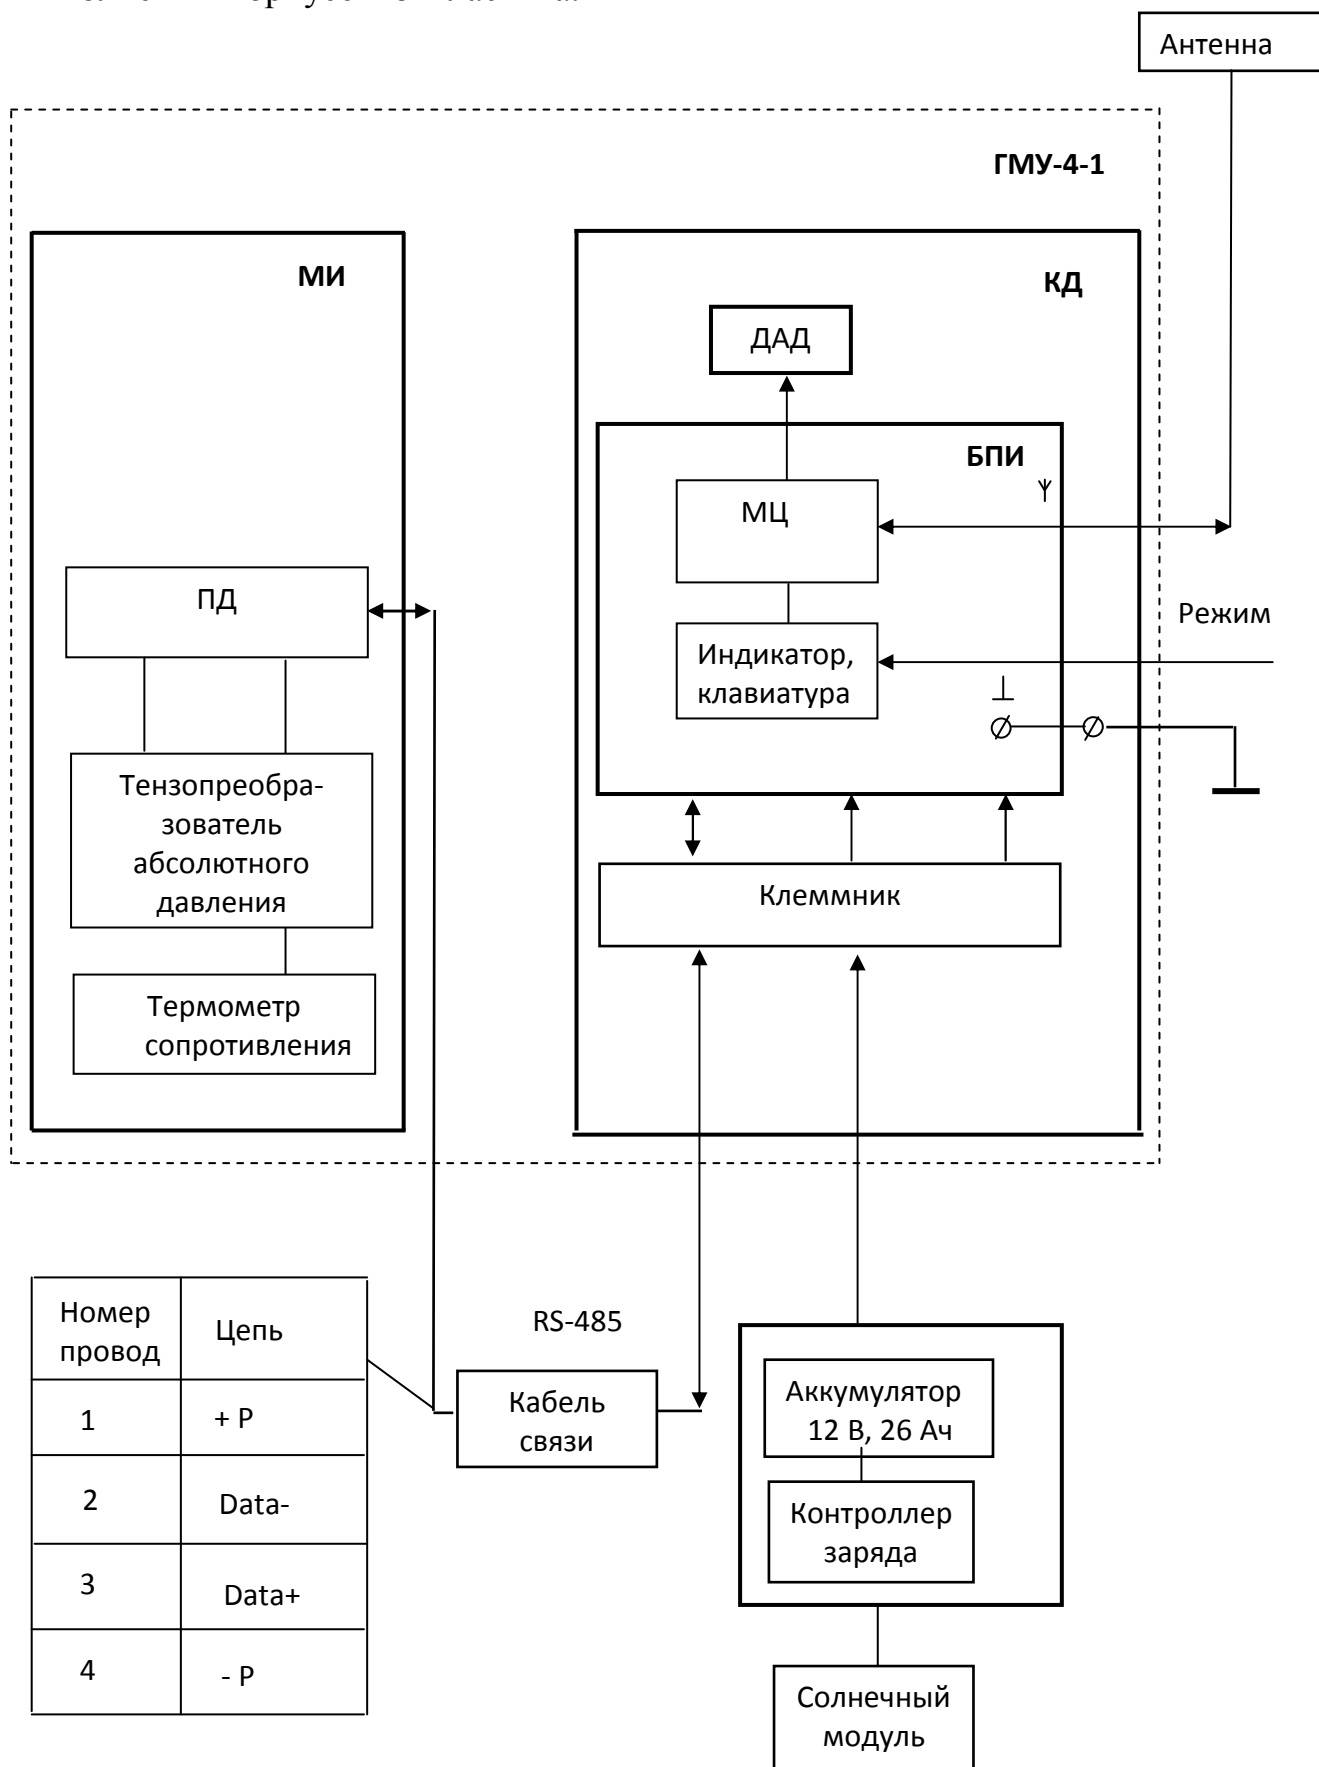 Антенна
ГМУ-4-1
МИ
КД
ДАД
БПИ
МЦ
ПД
Режим
Индикатор,
клавиатура
Тензопреобра-
зователь
абсолютного
давления
Клеммник
Термометр
сопротивления
Номер
провод
Цепь
RS-485
1
+ P
Кабель
связи
Аккумулятор
12 В, 26 Ач
2
Data-
Контроллер
заряда
3
Data+
4
- P
Солнечный
модуль